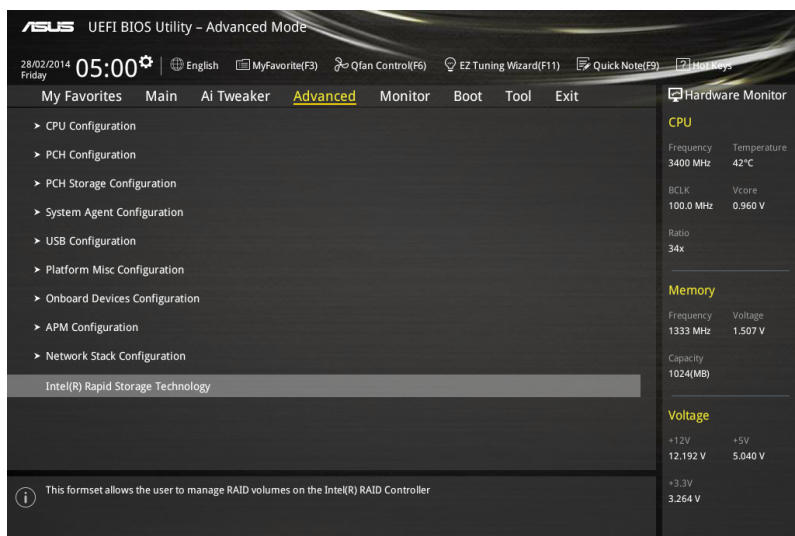 ASUS UEFI BIOS Utility – Advanced Mode
28/02/2014
Friday
05:00
English
MyFavorite(F3)
Qfan Control(F6)
EZ Tuning Wizard(F11)
Quick Note(F9)
? Hot Keys
My Favorites Main Ai Tweaker Advanced Monitor Boot Tool Exit
> CPU Configuration
> PCH Configuration
> PCH Storage Configuration
> System Agent Configuration
> USB Configuration
> Platform Misc Configuration
> Onboard Devices Configuration
> APM Configuration
> Network Stack Configuration
Intel(R) Rapid Storage Technology
i This formset allows the user to manage RAID volumes on the Intel(R) RAID Controller
Hardware Monitor
CPU
Frequency Temperature
3400 MHz 42°C
BCLK Vcore
100.0 MHz 0.960 V
Ratio
34x
Memory
Frequency Voltage
1333 MHz 1.507 V
Capacity
1024(MB)
Voltage
+12V +5V
12.192 V 5.040 V
+3.3V
3.264 V